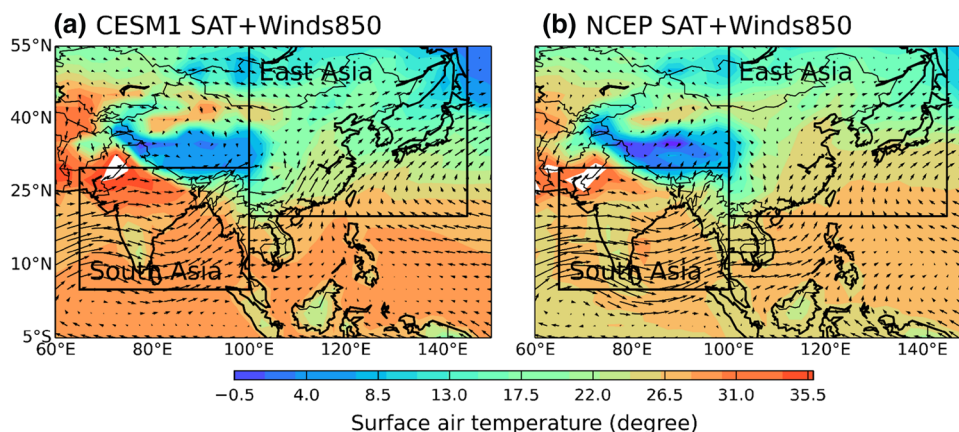 (a) CESM1 SAT+Winds850
(b) NCEP SAT+Winds850
55°N
40°N
25°N
10°N
5°S
East Asia
South Asia
East Asia
South Asia
60°E 80°E 100°E 120°E 140°E
60°E 80°E 100°E 120°E 140°E
−0.5 4.0 8.5 13.0 17.5 22.0 26.5 31.0 35.5
Surface air temperature (degree)